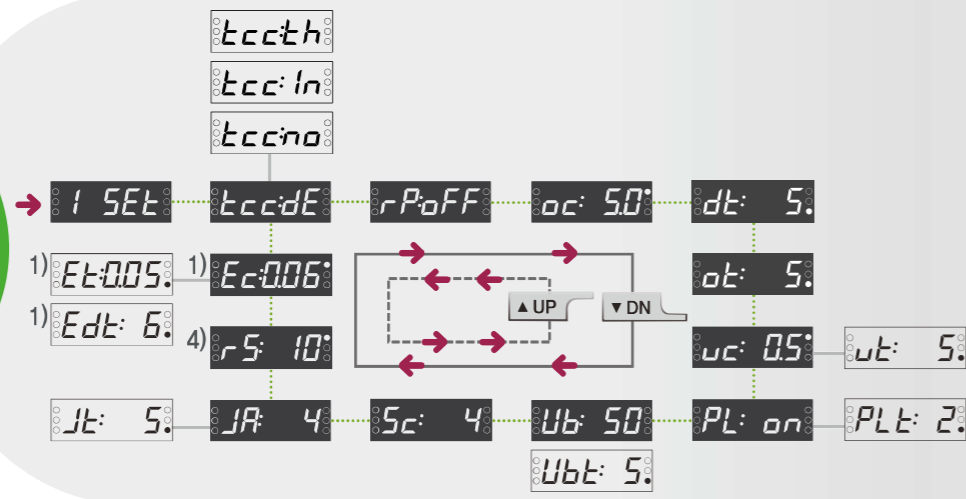 tcc:th
tcc: In
tcc:no
1 SEt tcc:dE rP:oFF oc: 5.0 dt: 5.
1) Et:0.05. 1) Ec:0.06 ot: 5.
1) Edt: 6. ▲ UP ▼ DN
4) rS: 10 uc: 0.5 ut: 5.
Jt: 5. JA: 4 Sc: 4 Ub: 50 PL: on PLt: 2.
Ubt: 5.